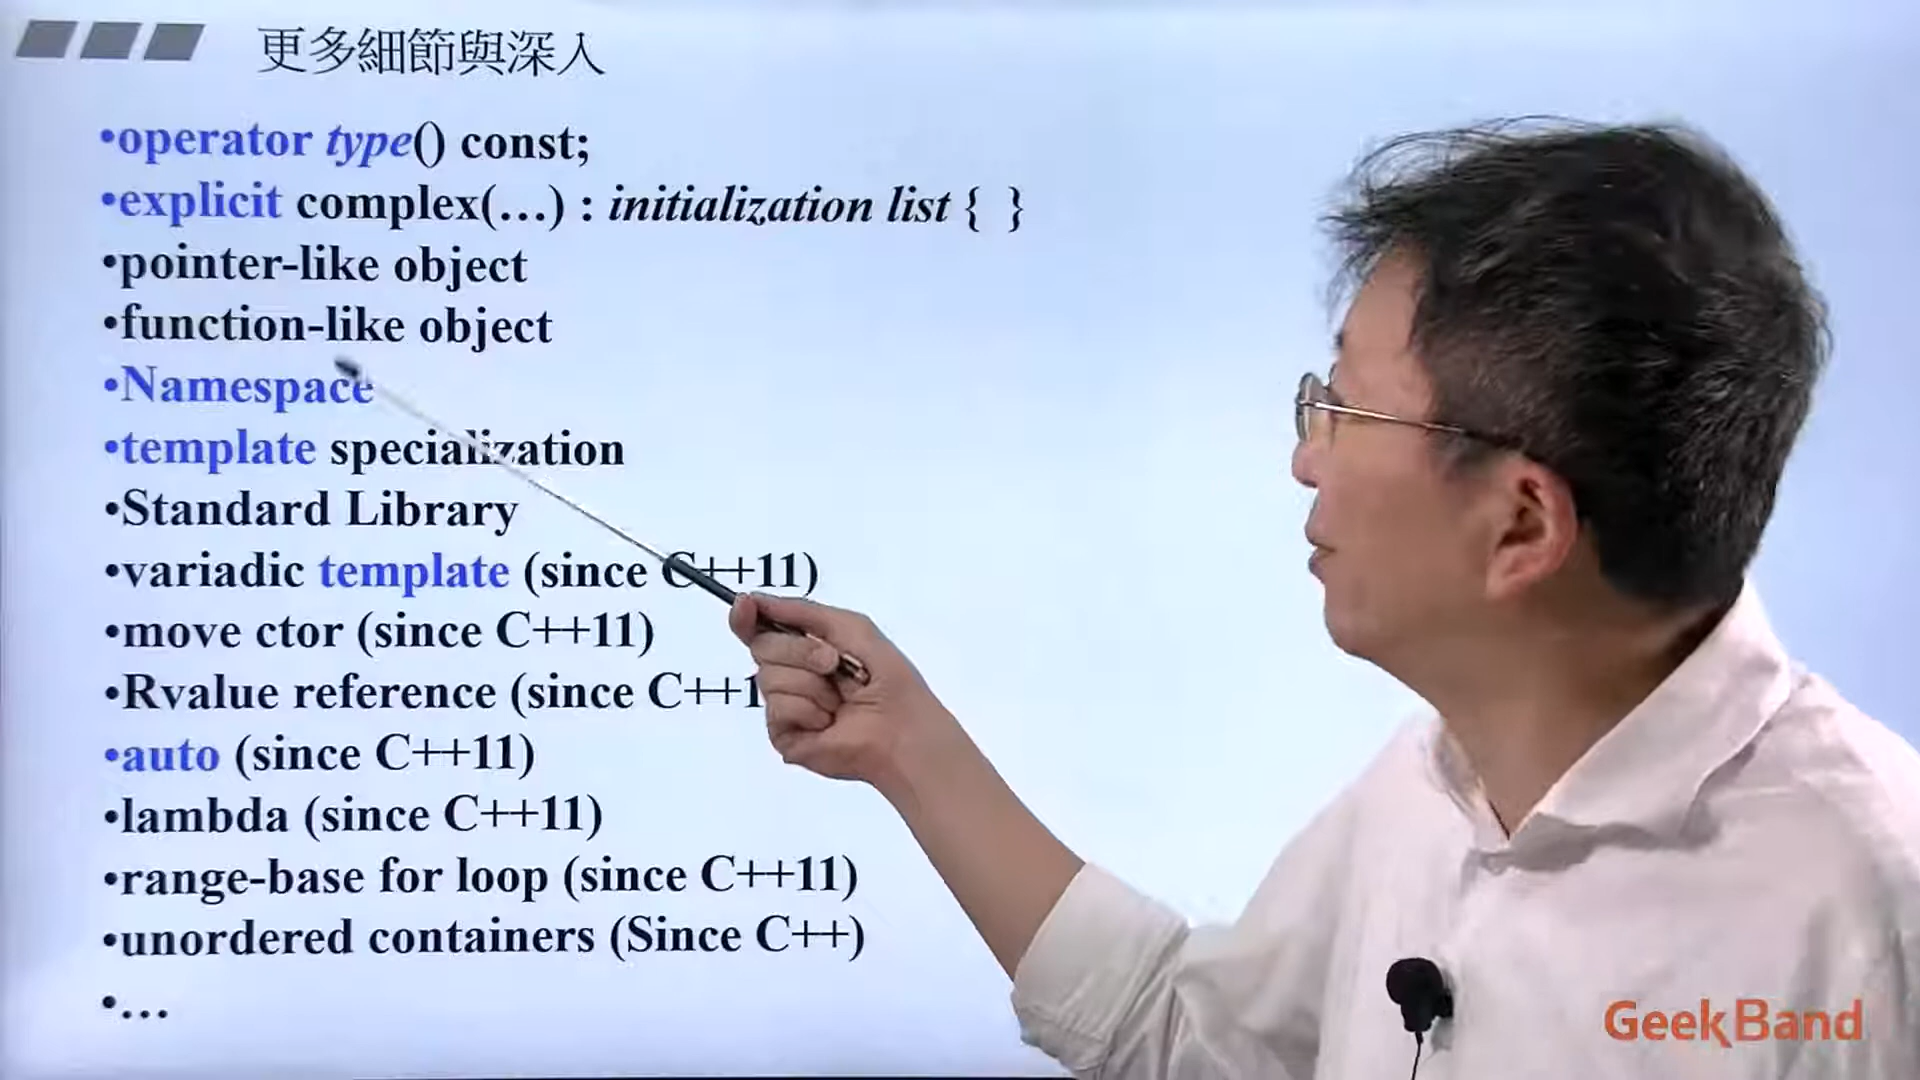 更多細節與深入
•operator type() const;
•explicit complex(…) : initialization list { }
•pointer-like object
•function-like object
•Namespace
•template specialization
•Standard Library
•variadic template (since C++11)
•move ctor (since C++11)
•Rvalue reference (since C++1
•auto (since C++11)
•lambda (since C++11)
•range-base for loop (since C++11)
•unordered containers (Since C++)
•…
GeekBand